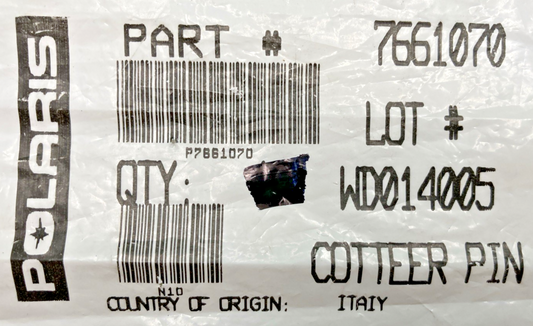 POLARIS
PART # 7661070
P7661070
LOT #
QTY: WD014005
N10
COTTEER PIN
COUNTRY OF ORIGIN: ITAIY